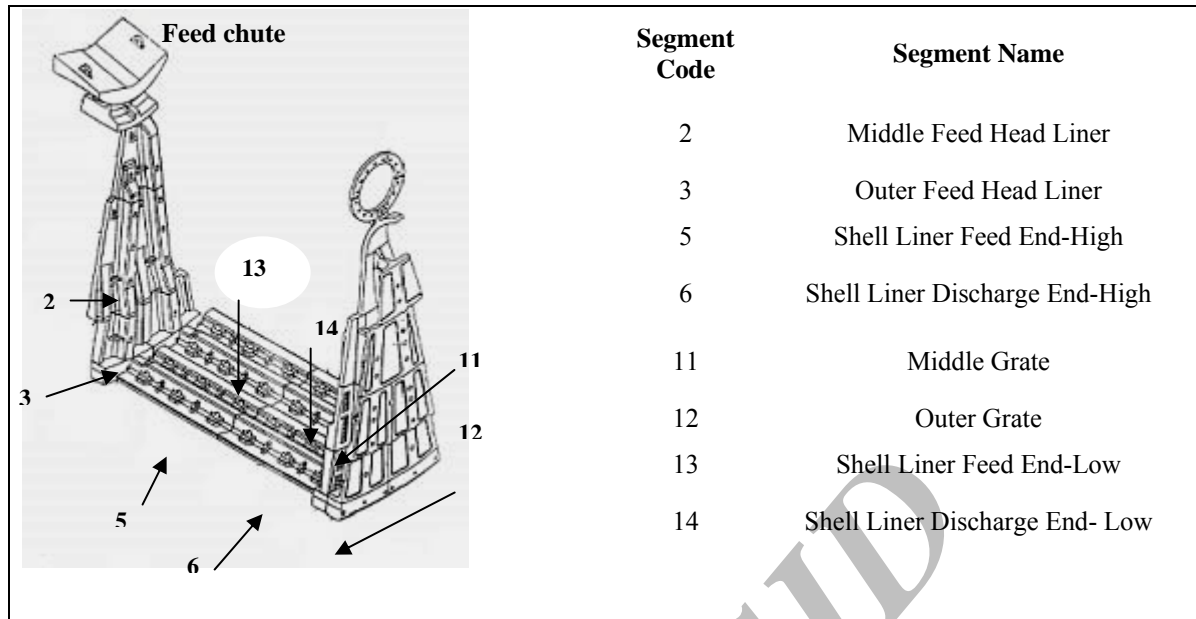 Feed chute
13
2
14
11
3
12
5
6
Segment Code Segment Name
2 Middle Feed Head Liner
3 Outer Feed Head Liner
5 Shell Liner Feed End-High
6 Shell Liner Discharge End-High
11 Middle Grate
12 Outer Grate
13 Shell Liner Feed End-Low
14 Shell Liner Discharge End- Low